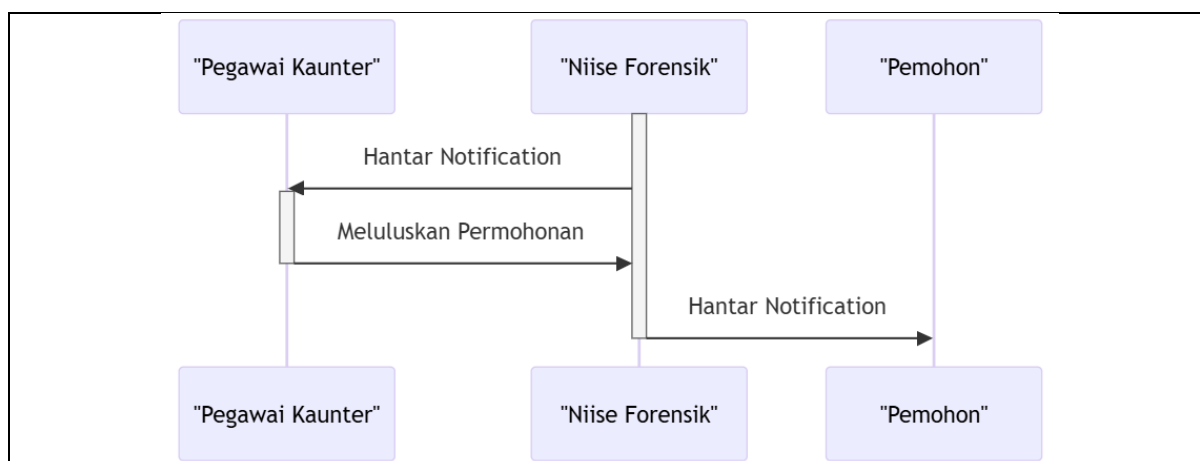 "Pegawai Kaunter" "Niise Forensik" "Pemohon"
Hantar Notification
Meluluskan Permohonan
Hantar Notification
"Pegawai Kaunter" "Niise Forensik" "Pemohon"